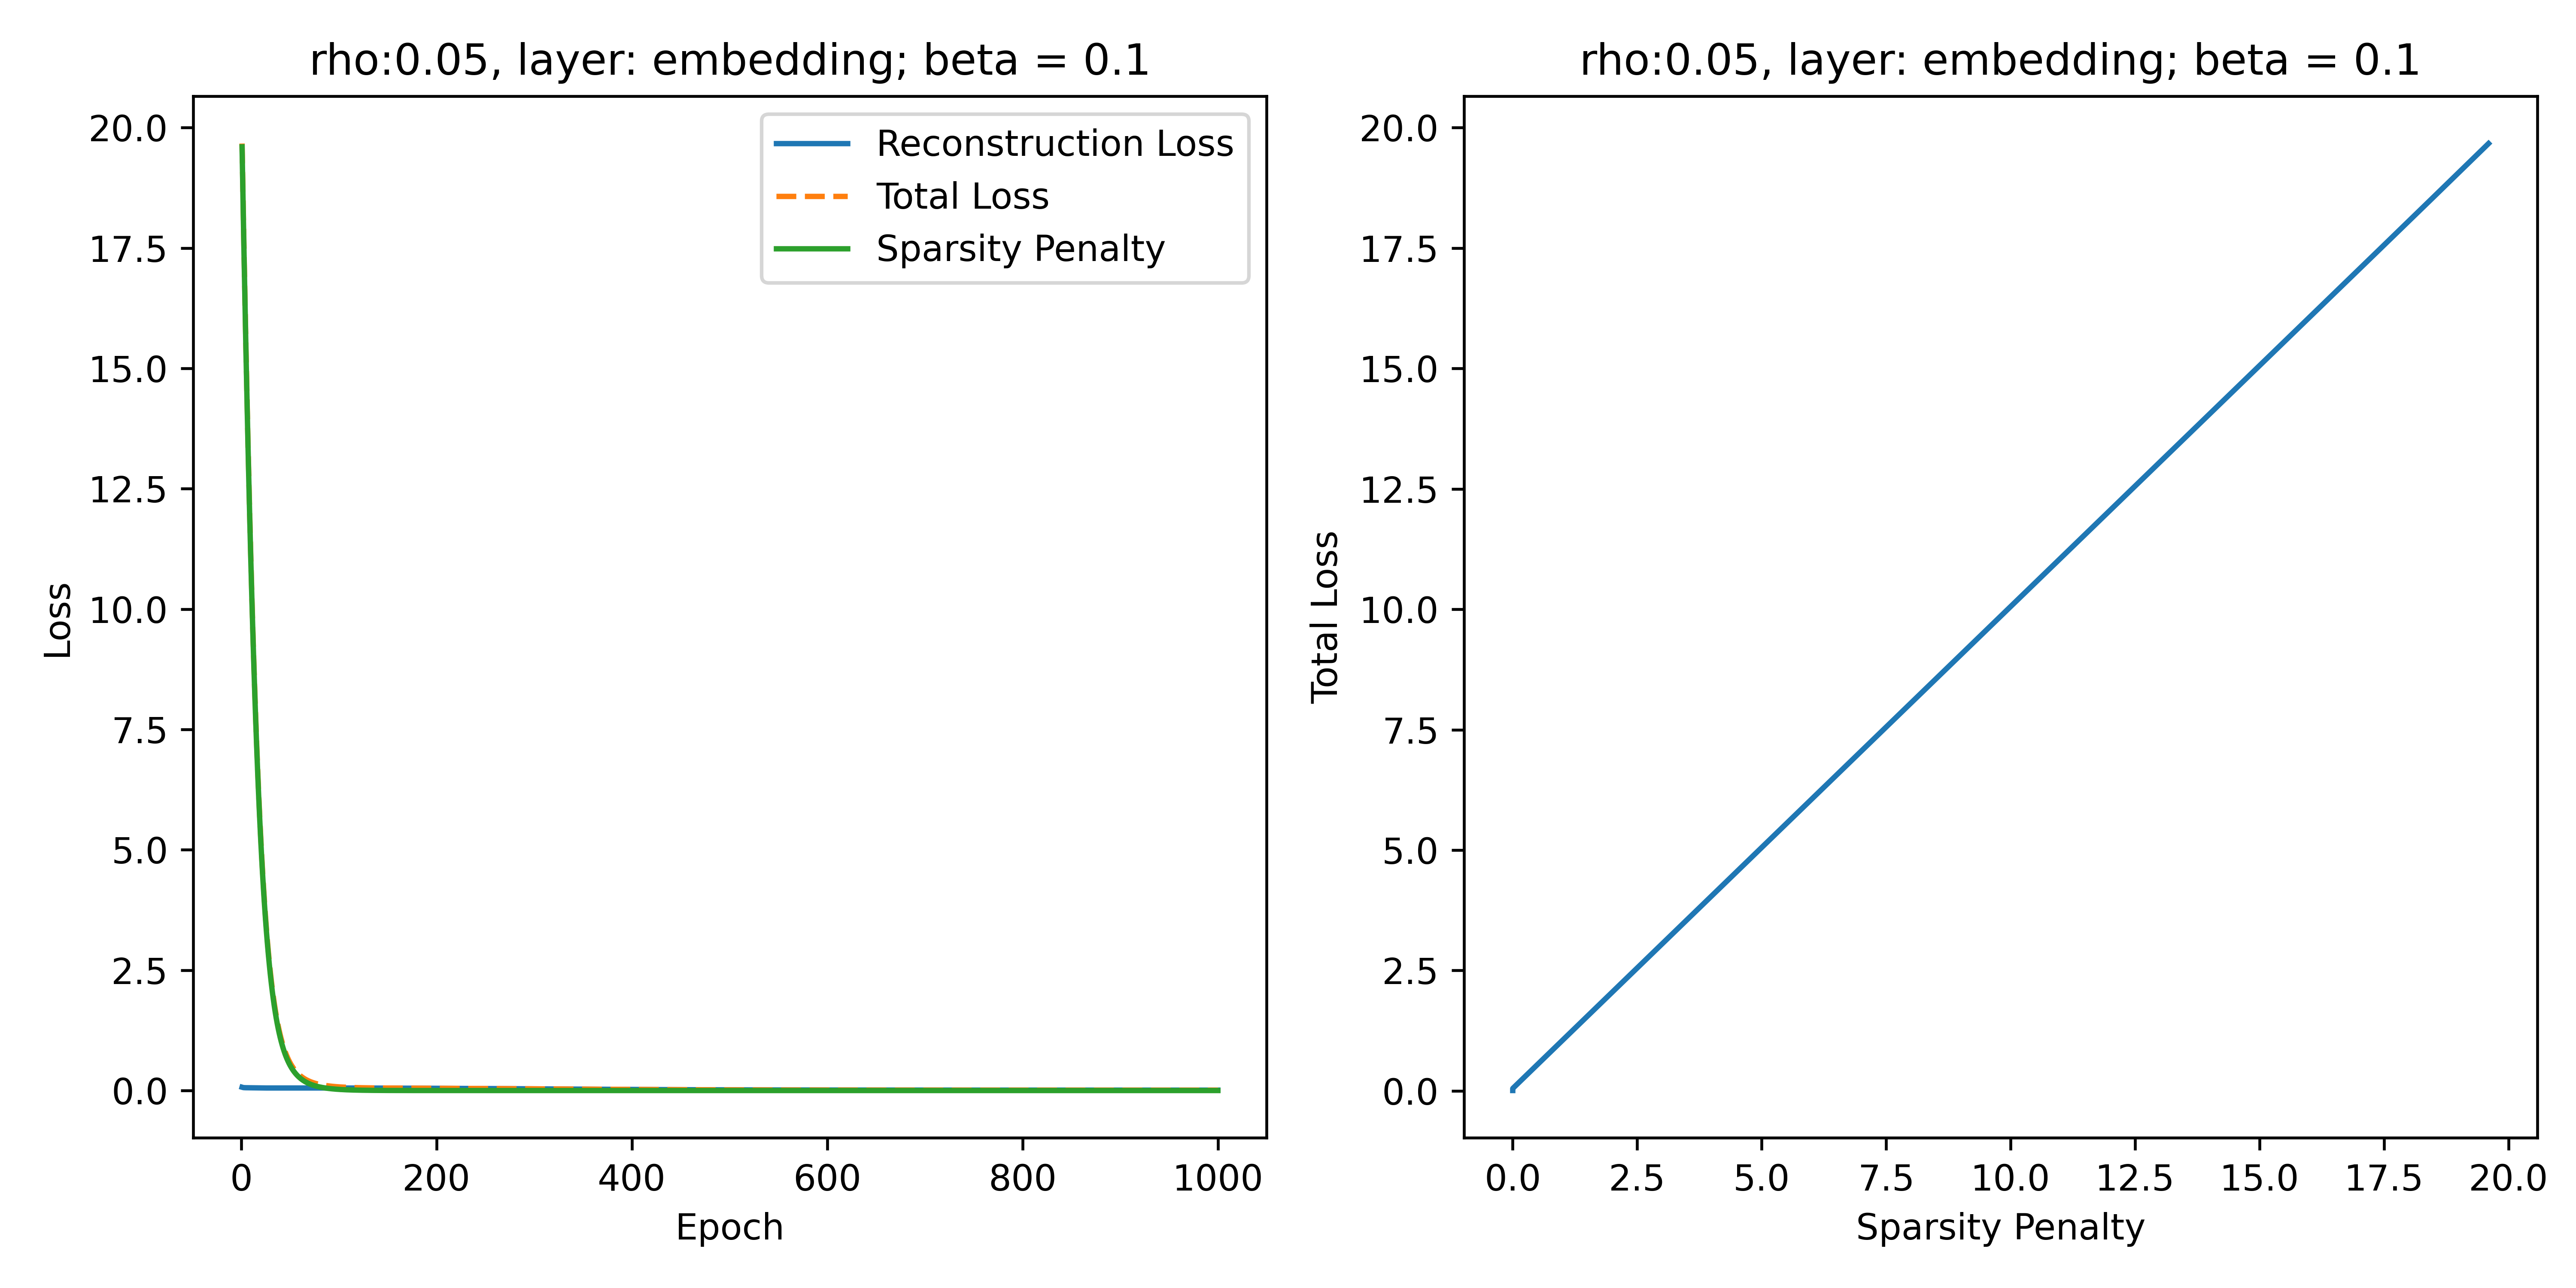 rho:0.05, layer: embedding; beta = 0.1
20.0
17.5
15.0
12.5
10.0
7.5
5.0
2.5
0.0
Loss
Reconstruction Loss
Total Loss
Sparsity Penalty
0 200 400 600 800 1000
Epoch
rho:0.05, layer: embedding; beta = 0.1
20.0
17.5
15.0
12.5
10.0
7.5
5.0
2.5
0.0
Total Loss
0.0 2.5 5.0 7.5 10.0 12.5 15.0 17.5 20.0
Sparsity Penalty